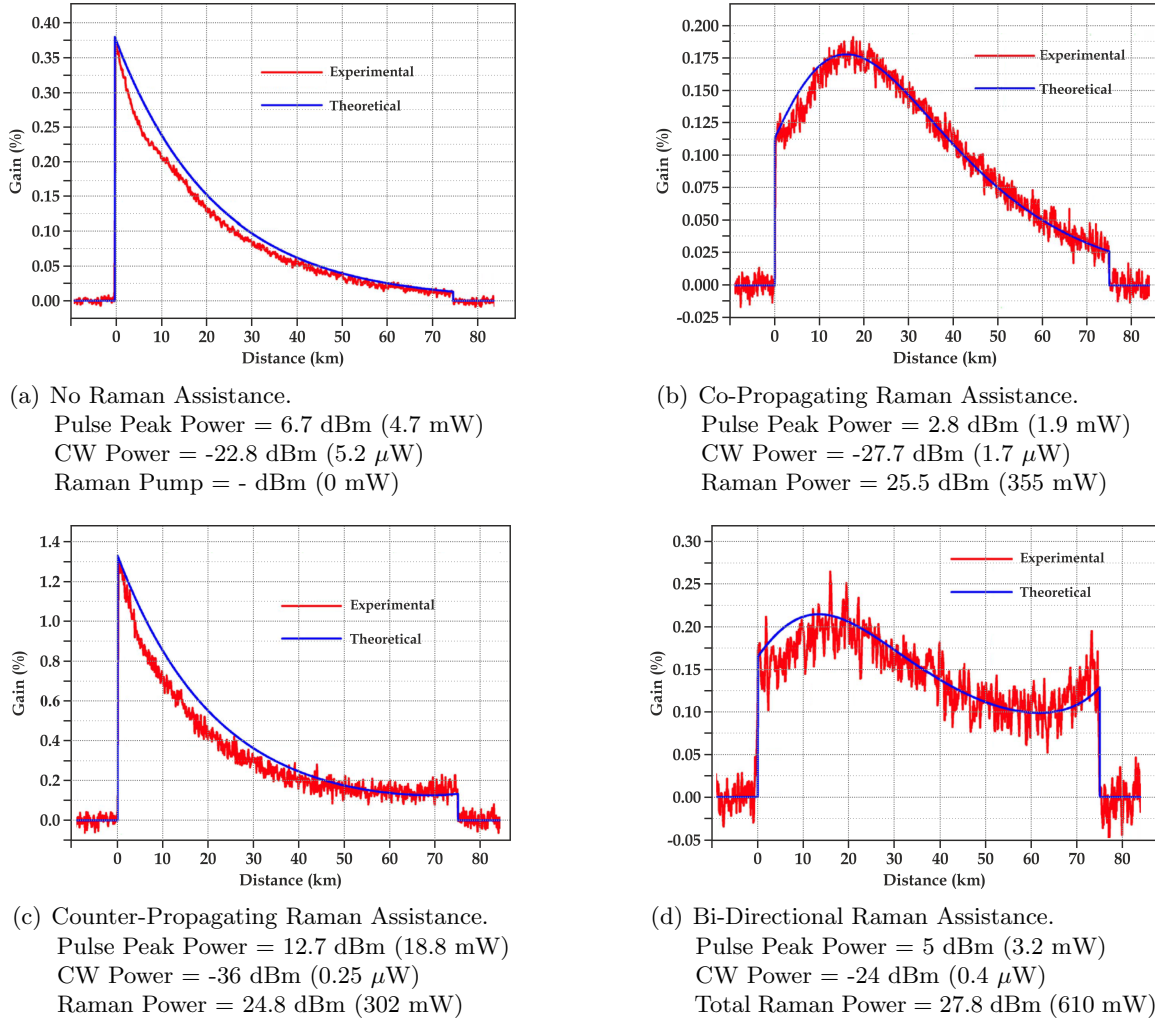 0.40
0.35
0.30
0.25
0.20
0.15
0.10
0.05
0.00
Gain (%)
Experimental
Theoretical
0 10 20 30 40 50 60 70 80
Distance (km)
(a) No Raman Assistance.
Pulse Peak Power = 6.7 dBm (4.7 mW)
CW Power = -22.8 dBm (5.2 μW)
Raman Pump = - dBm (0 mW)
0.200
0.175
0.150
0.125
0.100
0.075
0.050
0.025
0.000
-0.025
Gain (%)
Experimental
Theoretical
0 10 20 30 40 50 60 70 80
Distance (km)
(b) Co-Propagating Raman Assistance.
Pulse Peak Power = 2.8 dBm (1.9 mW)
CW Power = -27.7 dBm (1.7 μW)
Raman Power = 25.5 dBm (355 mW)
1.4
1.2
1.0
0.8
0.6
0.4
0.2
0.0
Gain (%)
Experimental
Theoretical
0 10 20 30 40 50 60 70 80
Distance (km)
(c) Counter-Propagating Raman Assistance.
Pulse Peak Power = 12.7 dBm (18.8 mW)
CW Power = -36 dBm (0.25 μW)
Raman Power = 24.8 dBm (302 mW)
0.30
0.25
0.20
0.15
0.10
0.05
0.00
-0.05
Gain (%)
Experimental
Theoretical
0 10 20 30 40 50 60 70 80
Distance (km)
(d) Bi-Directional Raman Assistance.
Pulse Peak Power = 5 dBm (3.2 mW)
CW Power = -24 dBm (0.4 μW)
Total Raman Power = 27.8 dBm (610 mW)